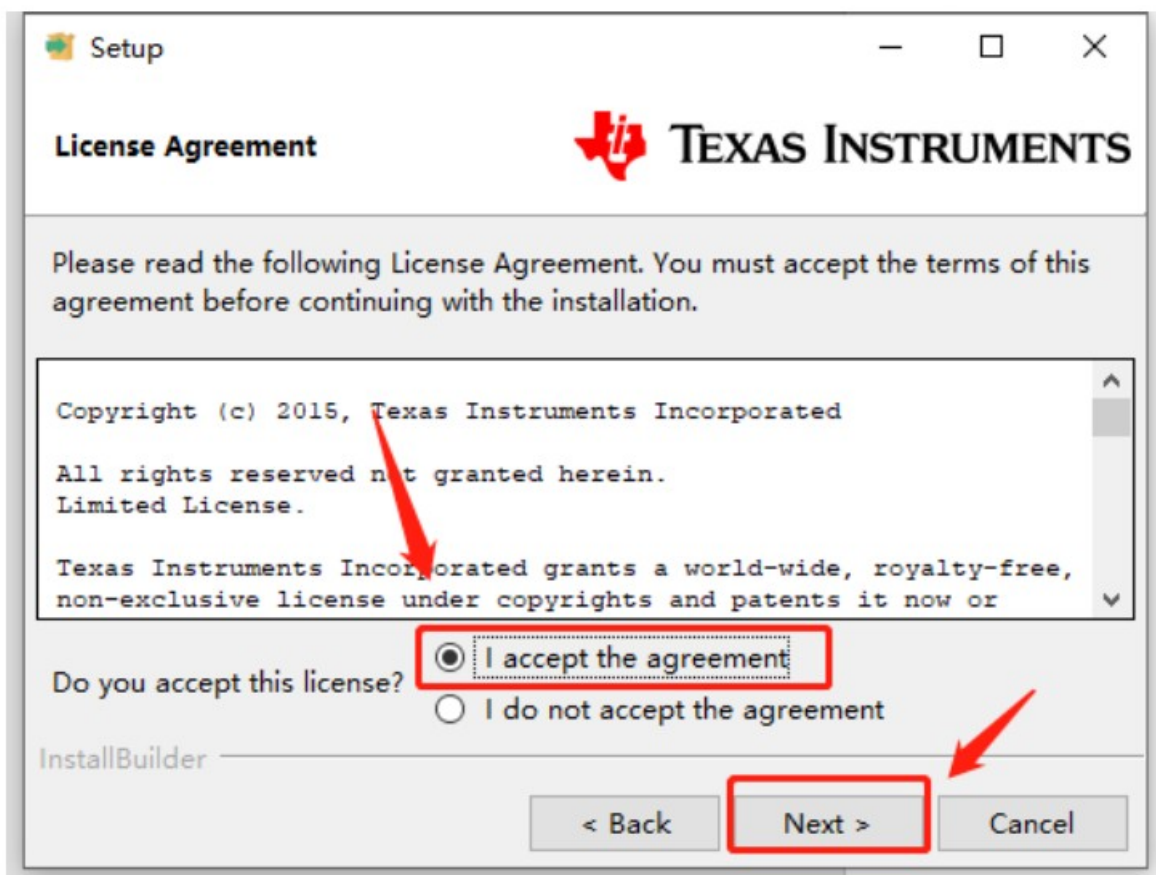 Setup
License Agreement
TEXAS INSTRUMENTS
Please read the following License Agreement. You must accept the terms of this
agreement before continuing with the installation.
Copyright (c) 2015, Texas Instruments Incorporated
All rights reserved not granted herein.
Limited License.
Texas Instruments Incorporated grants a world-wide, royalty-free,
non-exclusive license under copyrights and patents it now or
Do you accept this license?
I accept the agreement
I do not accept the agreement
InstallBuilder
< Back
Next >
Cancel